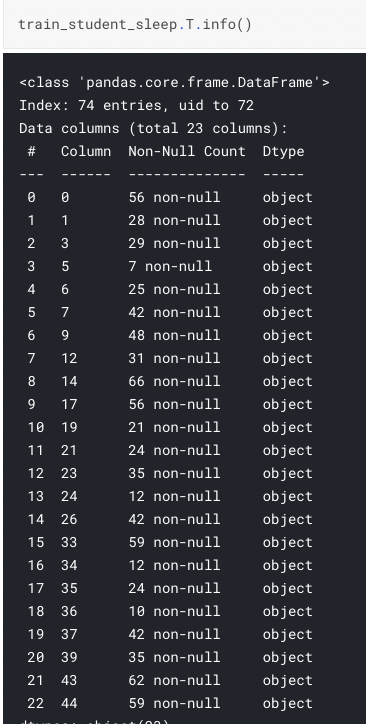 train_student_sleep.T.info()
<class 'pandas.core.frame.DataFrame'>
Index: 74 entries, uid to 72
Data columns (total 23 columns):
 #   Column  Non-Null Count  Dtype
---  ------  --------------  -----
 0   0       56 non-null     object
 1   1       28 non-null     object
 2   3       29 non-null     object
 3   5       7 non-null      object
 4   6       25 non-null     object
 5   7       42 non-null     object
 6   9       48 non-null     object
 7   12      31 non-null     object
 8   14      66 non-null     object
 9   17      56 non-null     object
 10  19      21 non-null     object
 11  21      24 non-null     object
 12  23      35 non-null     object
 13  24      12 non-null     object
 14  26      42 non-null     object
 15  33      59 non-null     object
 16  34      12 non-null     object
 17  35      24 non-null     object
 18  36      10 non-null     object
 19  37      42 non-null     object
 20  39      35 non-null     object
 21  43      62 non-null     object
 22  44      59 non-null     object